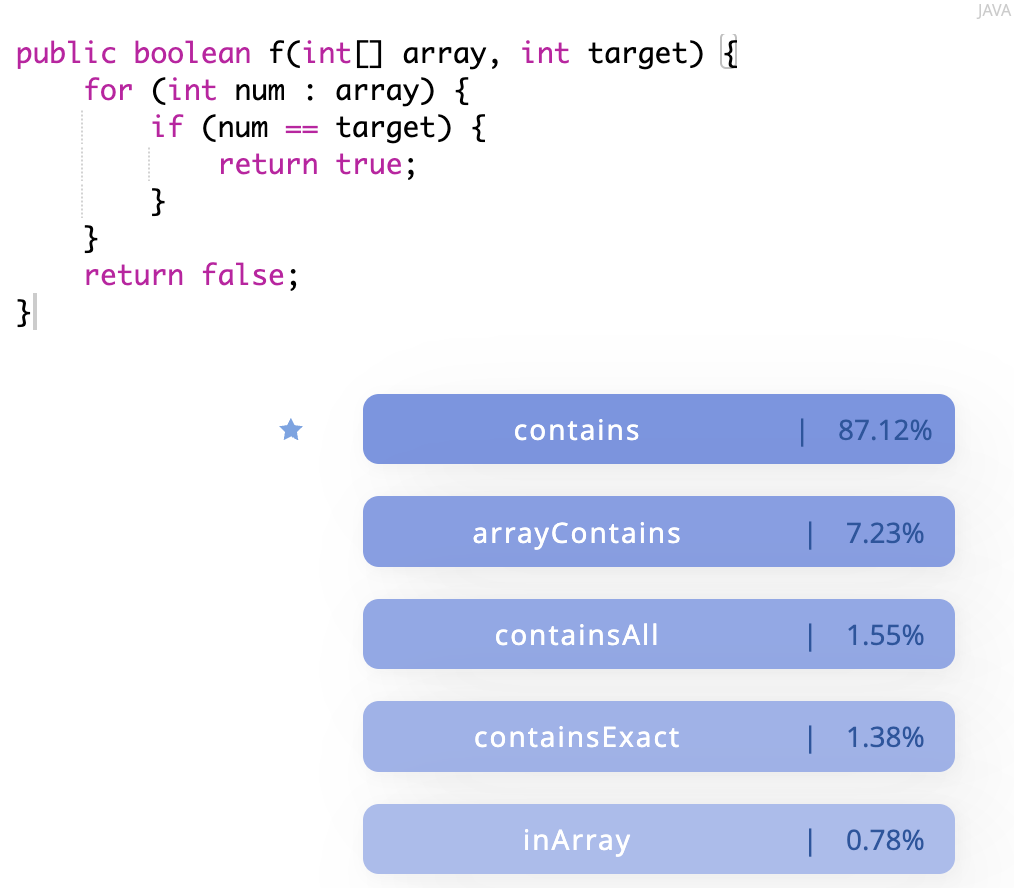 JAVA
public boolean f(int[] array, int target) {
    for (int num : array) {
        if (num == target) {
            return true;
        }
    }
    return false;
}
contains | 87.12%
arrayContains | 7.23%
containsAll | 1.55%
containsExact | 1.38%
inArray | 0.78%